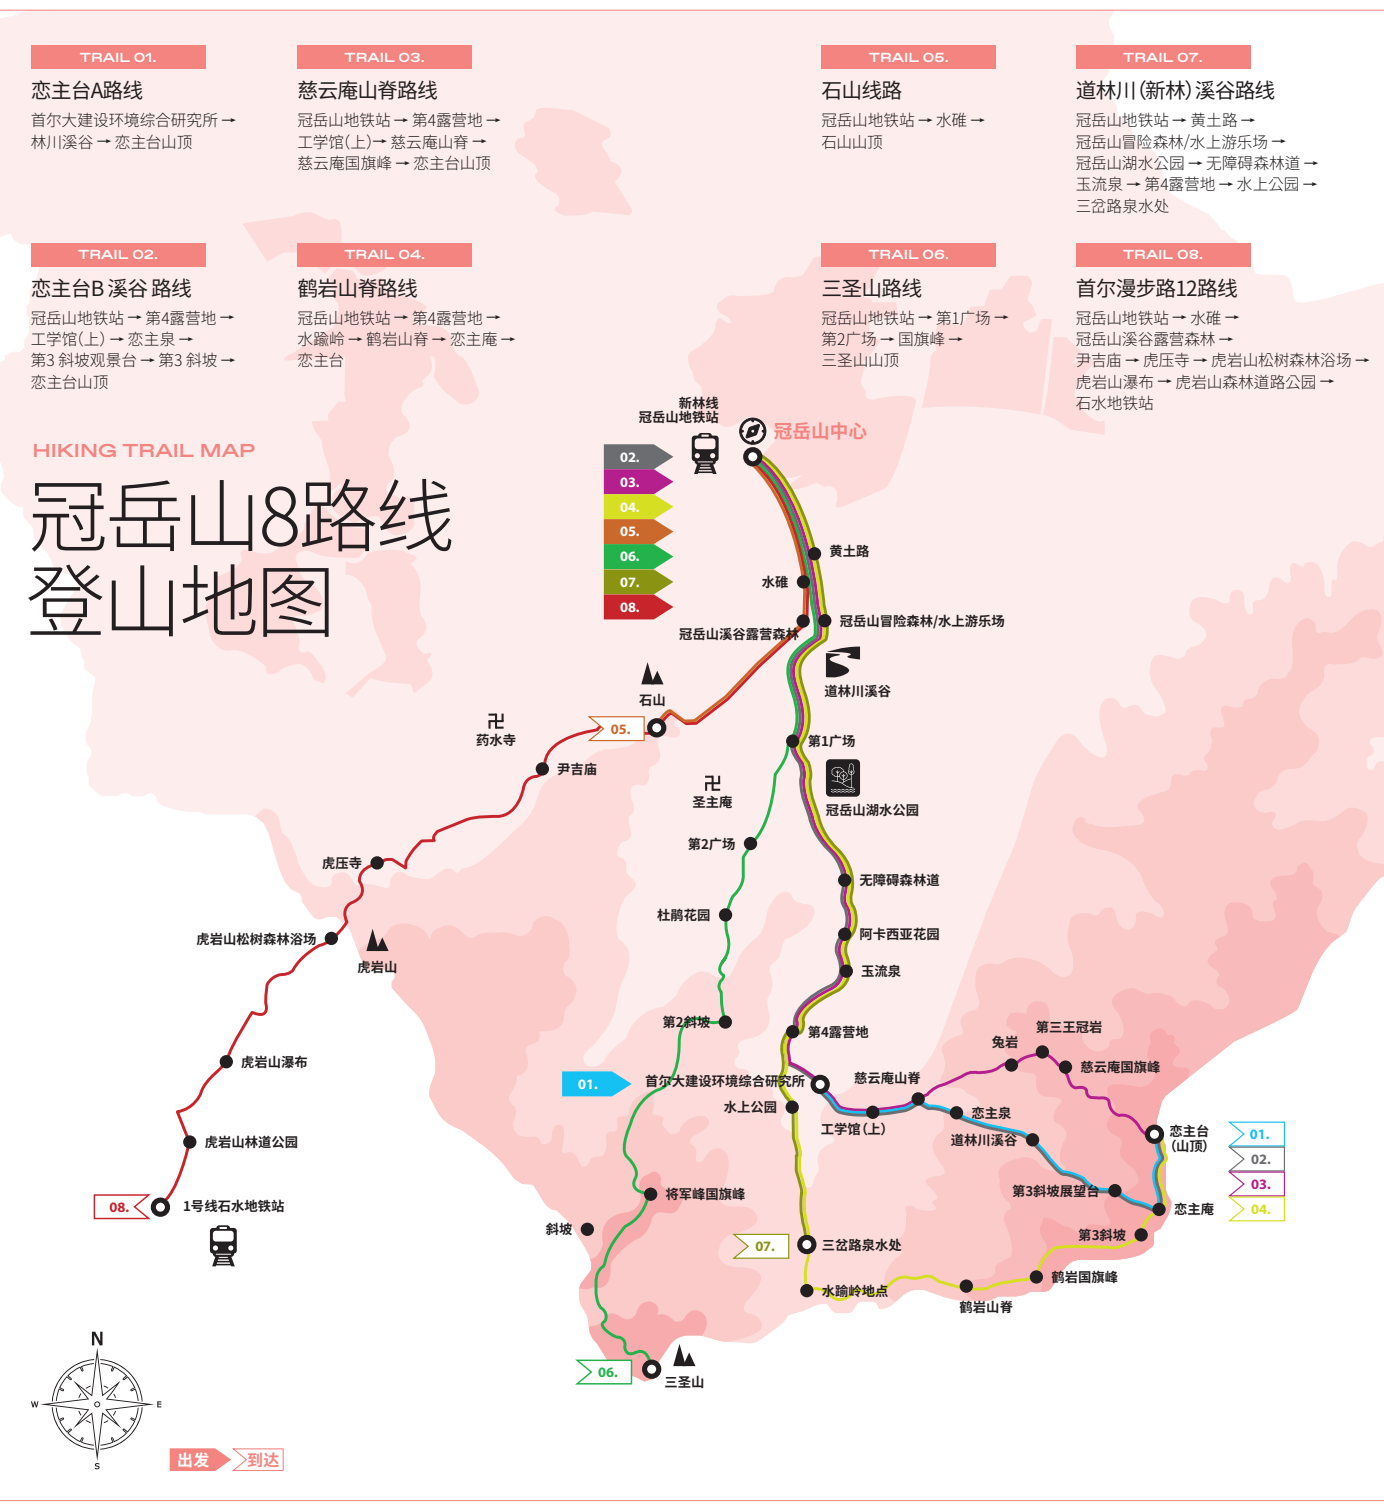 TRAIL 01.
恋主台A路线
首尔大建设环境综合研究所 →
林川溪谷 → 恋主台山顶
TRAIL 03.
慈云庵山脊路线
冠岳山地铁站 → 第4露营地 →
工学馆(上)→ 慈云庵山脊 →
慈云庵国旗峰 → 恋主台山顶
TRAIL 05.
石山线路
冠岳山地铁站 → 水碓 →
石山山顶
TRAIL 07.
道林川(新林)溪谷路线
冠岳山地铁站 → 黄土路 →
冠岳山冒险森林/水上游乐场 →
冠岳山湖水公园 → 无障碍森林道 →
玉流泉 → 第4露营地 → 水上公园 →
三岔路泉水处
TRAIL 02.
恋主台B 溪谷 路线
冠岳山地铁站 → 第4露营地 →
工学馆(上) → 恋主泉 →
第3 斜坡观景台 → 第3 斜坡 →
恋主台山顶
TRAIL 04.
鹤岩山脊路线
冠岳山地铁站 → 第4露营地 →
水踰岭 → 鹤岩山脊 → 恋主庵 →
恋主台
TRAIL 06.
三圣山路线
冠岳山地铁站 → 第1广场 →
第2广场 → 国旗峰 →
三圣山山顶
TRAIL 08.
首尔漫步路12路线
冠岳山地铁站 → 水碓 →
冠岳山溪谷露营森林 →
尹吉庙 → 虎压寺 → 虎岩山松树森林浴场 →
虎岩山瀑布 → 虎岩山森林道路公园 →
石水地铁站
HIKING TRAIL MAP
冠岳山8路线
登山地图
新林线
冠岳山地铁站
冠岳山中心
02.
03.
04.
05.
06.
07.
08.
黄土路
水碓
冠岳山溪谷露营森林
冠岳山冒险森林/水上游乐场
道林川溪谷
石山
05.
卍
药水寺
尹吉庙
第1广场
卍
圣主庵
冠岳山湖水公园
第2广场
虎压寺
无障碍森林道
杜鹃花园
阿卡西亚花园
虎岩山松树森林浴场
虎岩山
玉流泉
第2斜坡
第4露营地
第三王冠岩
兔岩
慈云庵国旗峰
虎岩山瀑布
01.
首尔大建设环境综合研究所
慈云庵山脊
水上公园
恋主泉
工学馆(上)
道林川溪谷
恋主台
(山顶)
01.
02.
03.
04.
虎岩山林道公园
第3斜坡展望台
将军峰国旗峰
08.
1号线石水地铁站
恋主庵
斜坡
第3斜坡
07.
三岔路泉水处
鹤岩国旗峰
水踰岭地点
鹤岩山脊
06.
三圣山
N
W
E
S
出发
到达